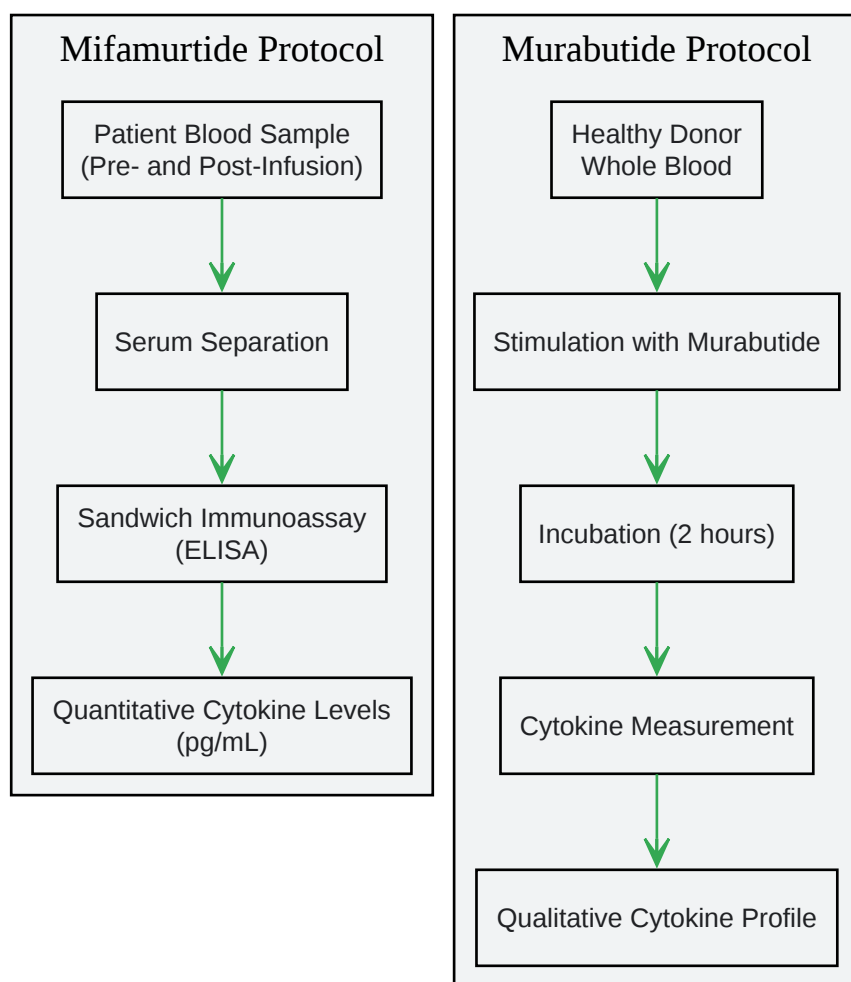 Mifamurtide Protocol
Patient Blood Sample
(Pre- and Post-Infusion)
Serum Separation
Sandwich Immunoassay
(ELISA)
Quantitative Cytokine Levels
(pg/mL)
Murabutide Protocol
Healthy Donor
Whole Blood
Stimulation with Murabutide
Incubation (2 hours)
Cytokine Measurement
Qualitative Cytokine Profile